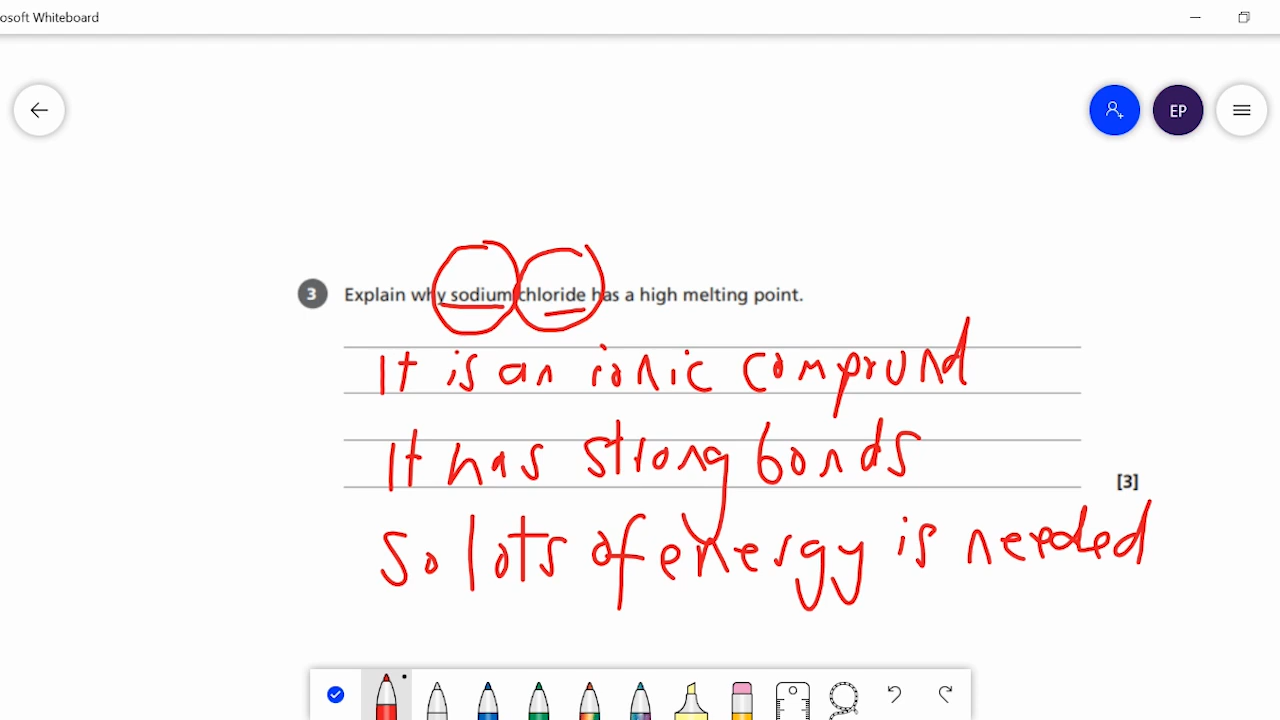 osoft Whiteboard
EP
3 Explain why sodium chloride has a high melting point.
It is an ionic compound
It has strong bonds
[3]
so lots of energy is needed